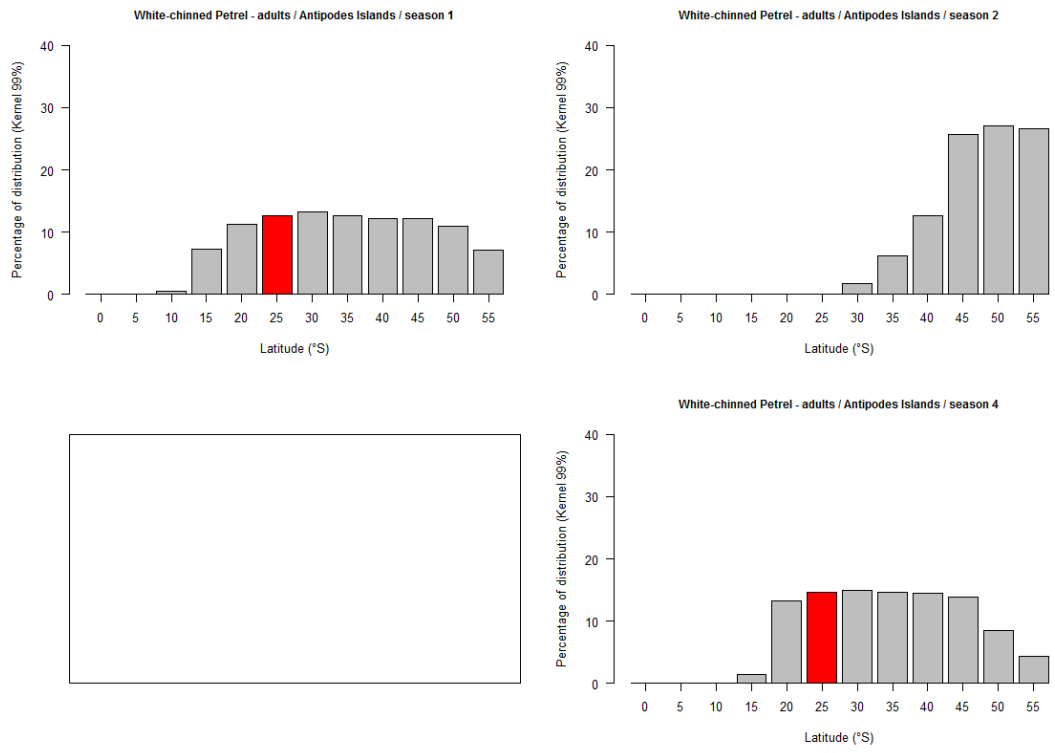 White-chinned Petrel - adults / Antipodes Islands / season 1
Percentage of distribution (Kernel 99%)
40
30
20
10
0
0 5 10 15 20 25 30 35 40 45 50 55
Latitude (°S)
White-chinned Petrel - adults / Antipodes Islands / season 2
Percentage of distribution (Kernel 99%)
40
30
20
10
0
0 5 10 15 20 25 30 35 40 45 50 55
Latitude (°S)
White-chinned Petrel - adults / Antipodes Islands / season 4
Percentage of distribution (Kernel 99%)
40
30
20
10
0
0 5 10 15 20 25 30 35 40 45 50 55
Latitude (°S)